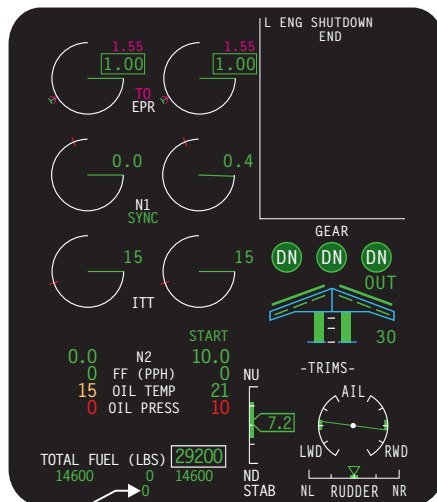 L ENG SHUTDOWN
END
1.55 1.55
1.00 1.00
TO
EPR
0.0 0.4
N1
SYNC
15 15
ITT
GEAR
DN DN DN
OUT
30
START
0.0 N2 10.0
0 FF (PPH) 0
15 OIL TEMP 21
0 OIL PRESS 10
NU
7.2
ND
STAB
-TRIMS-
AIL
LWD RWD
NL RUDDER NR
TOTAL FUEL (LBS) 29200
14600 0 14600
0